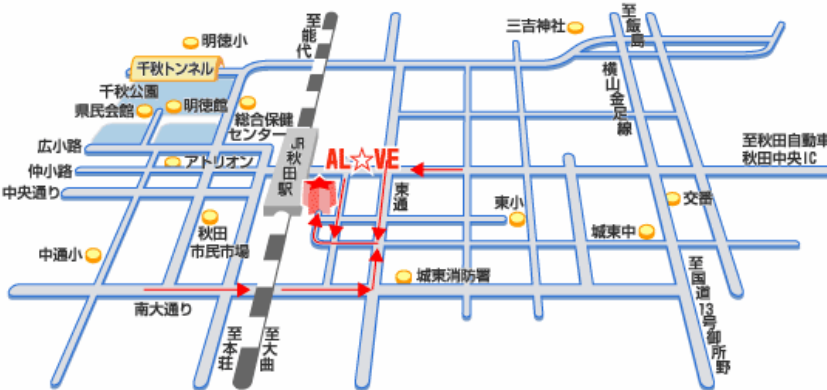 至能代
至飯島
三吉神社
明徳小
千秋トンネル
千秋公園
県民会館
明徳館
総合保健
センター
横山金足線
広小路
仲小路
中央通り
アトリオン
JR秋田駅
AL☆VE
東通
至秋田自動車
秋田中央IC
秋田
市民市場
東小
交番
城東中
中通小
城東消防署
南大通り
至本荘
至大曲
至国道13号御所野